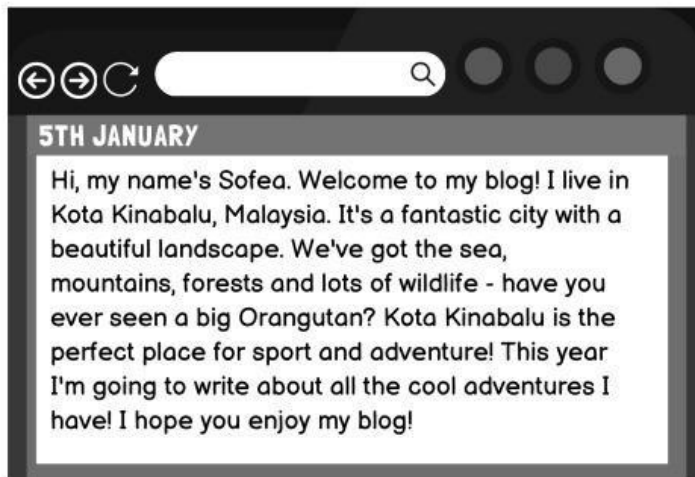 5TH JANUARY
Hi, my name's Sofea. Welcome to my blog! I live in
Kota Kinabalu, Malaysia. It's a fantastic city with a
beautiful landscape. We've got the sea,
mountains, forests and lots of wildlife - have you
ever seen a big Orangutan? Kota Kinabalu is the
perfect place for sport and adventure! This year
I'm going to write about all the cool adventures I
have! I hope you enjoy my blog!